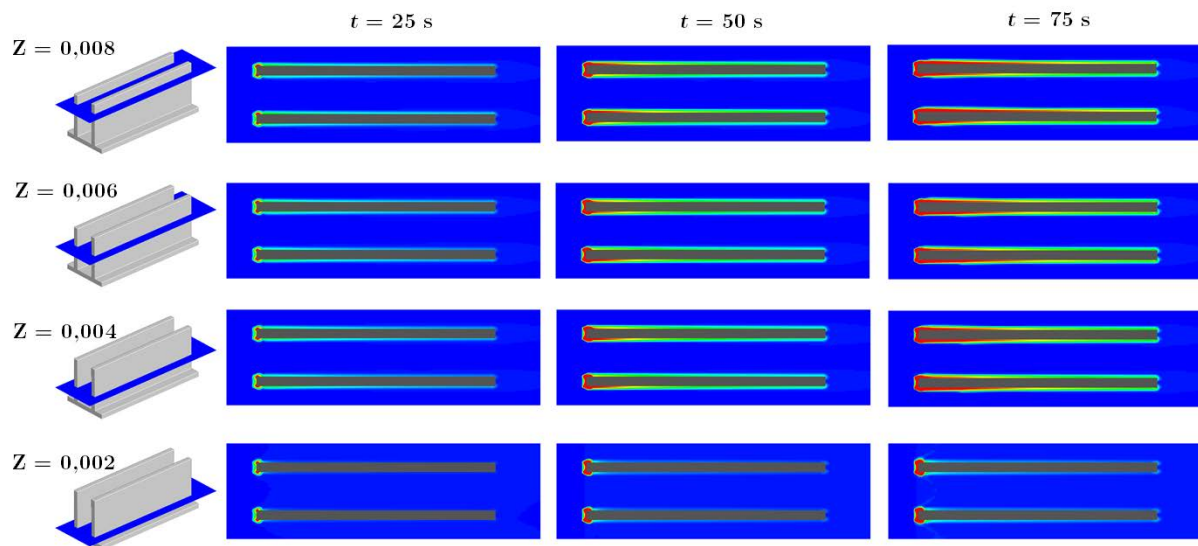 t = 25 s
t = 50 s
t = 75 s
Z = 0,008
Z = 0,006
Z = 0,004
Z = 0,002